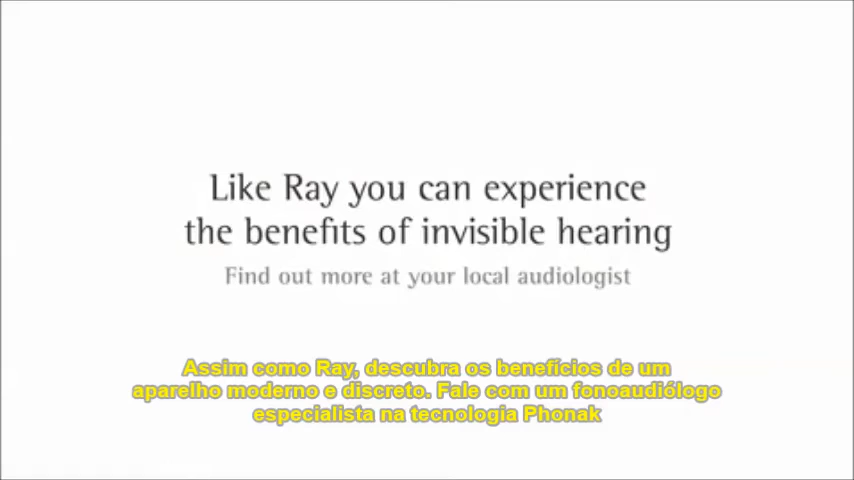 Like Ray you can experience
the benefits of invisible hearing
Find out more at your local audiologist
Assim como Ray, descubra os benefícios de um
aparelho moderno e discreto. Fale com um fonoaudiólogo
especialista na tecnologia Phonak